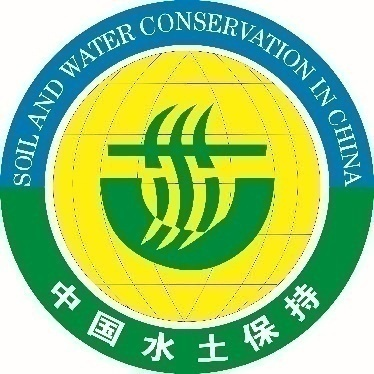 SOIL AND WATER CONSERVATION IN CHINA
中国水土保持